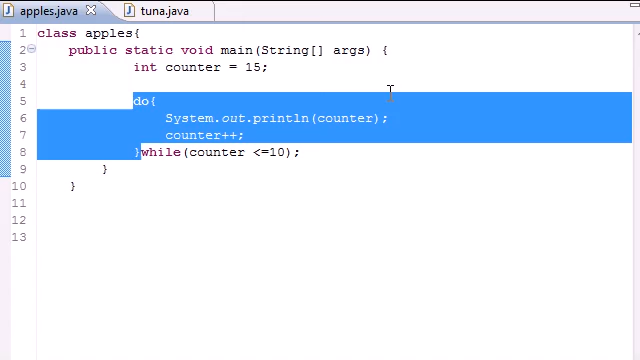 apples.java tuna.java
1 class apples{
2 public static void main(String[] args) {
3 int counter = 15;
4
5 do{
6 System.out.println(counter);
7 counter++;
8 }while(counter <=10);
9 }
10 }
11
12
13